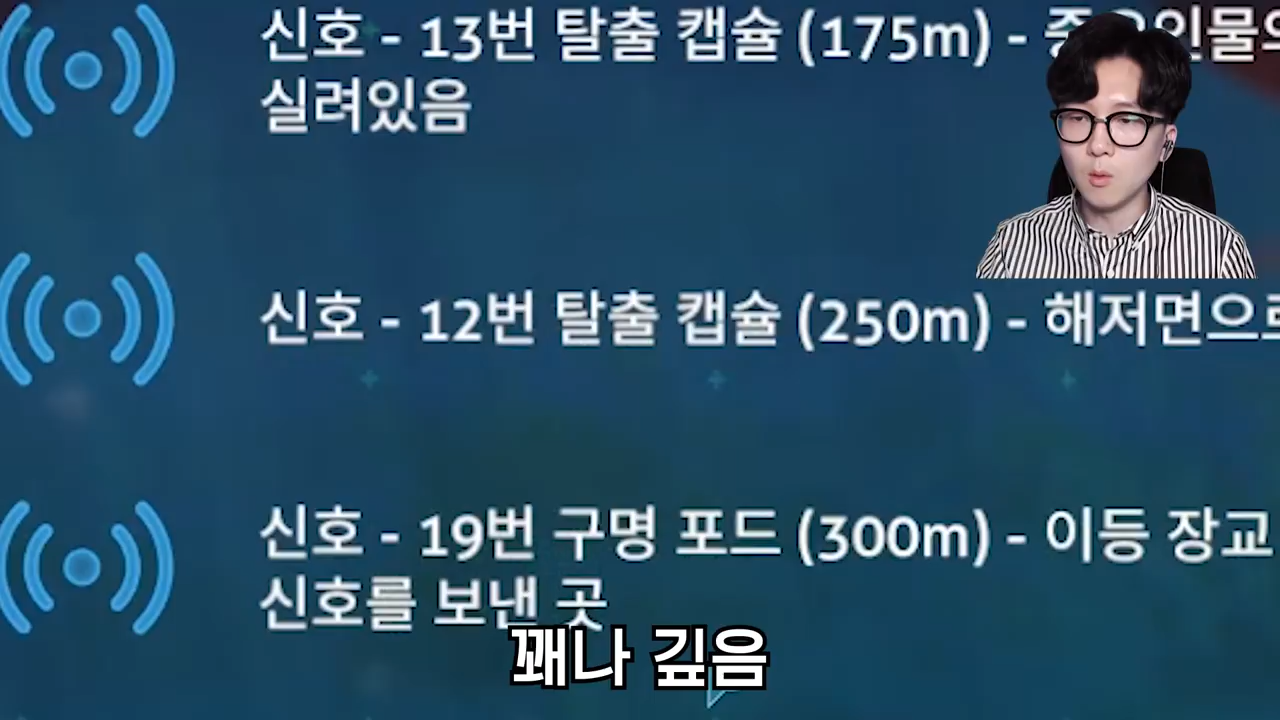 신호 - 13번 탈출 캡슐 (175m) -
실려있음
신호 - 12번 탈출 캡슐 (250m) - 해저면으로
신호 - 19번 구명 포드 (300m) - 이등 장교
신호를 보낸 곳
꽤나 깊음